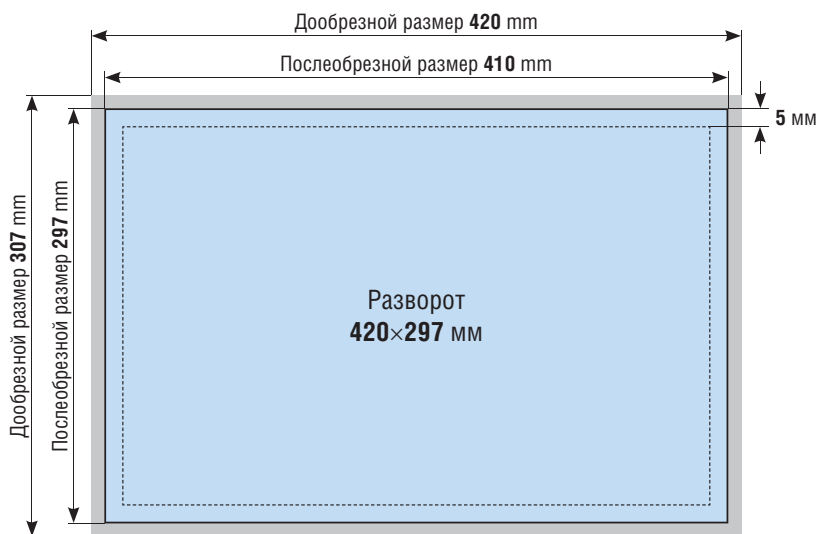 Дообрезной размер 420 mm
Послеобрезной размер 410 mm
5 мм
Дообрезной размер 307 mm
Послеобрезной размер 297 mm
Разворот
420×297 мм